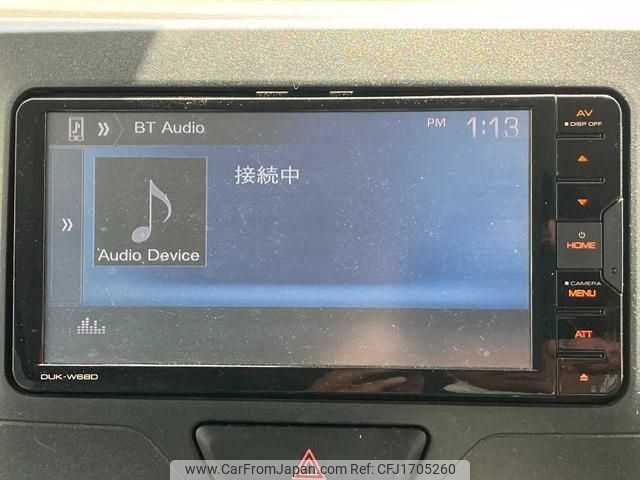 BT Audio
PM 1:13
接続中
Audio Device
AV
DISP OFF
HOME
CAMERA
MENU
ATT
DUK-W68D
www.CarFromJapan.com Ref: CFJ1705260